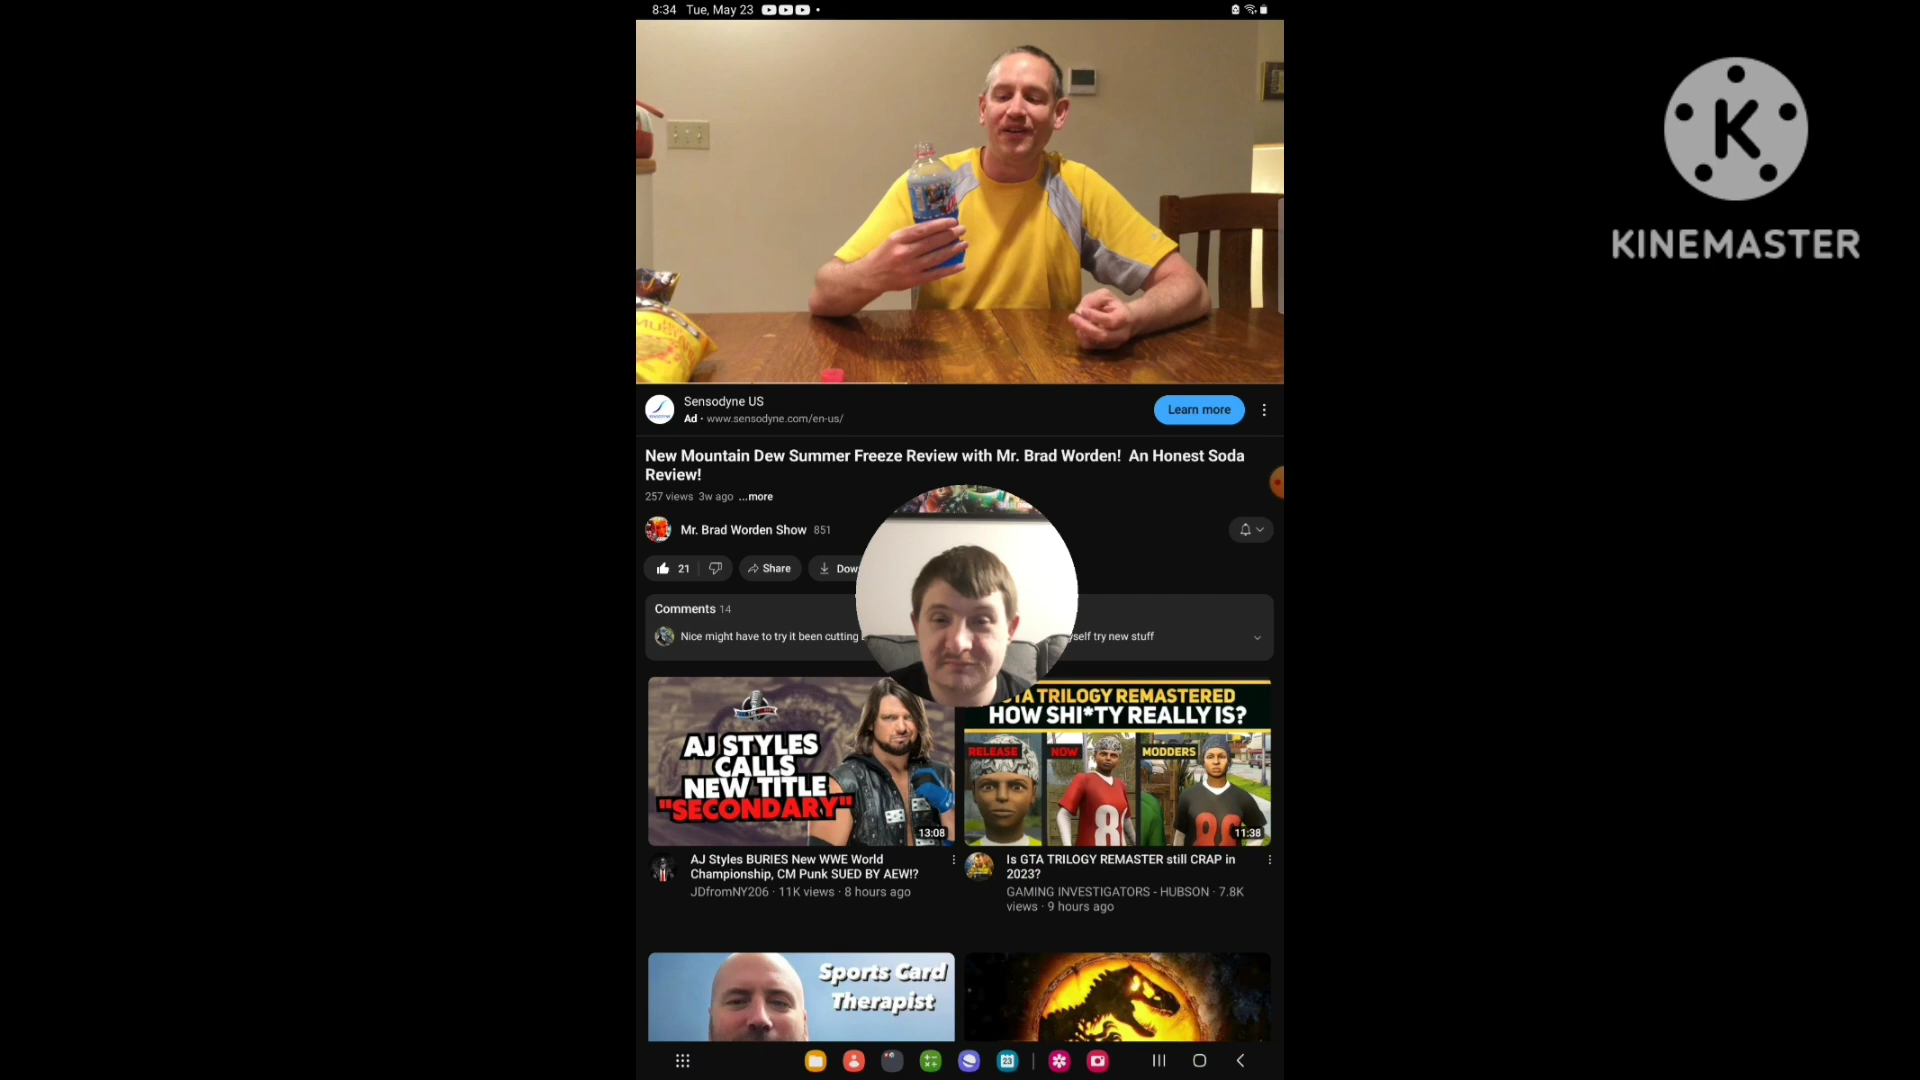 8:34 Tue, May 23
KINEMASTER
MUSTARD
Sensodyne US
Ad · www.sensodyne.com/en-us/
Learn more
New Mountain Dew Summer Freeze Review with Mr. Brad Worden! An Honest Soda
Review!
257 views 3w ago ...more
Mr. Brad Worden Show 851
21
Share
Dow
Comments 14
Nice might have to try it been cutting
self try new stuff
AJ STYLES
CALLS
NEW TITLE
"SECONDARY"
13:08
GTA TRILOGY REMASTERED
HOW SHI*TY REALLY IS?
RELEASE
NOW
MODDERS
11:38
AJ Styles BURIES New WWE World
Championship, CM Punk SUED BY AEW!?
JDfromNY206 · 11K views · 8 hours ago
Is GTA TRILOGY REMASTER still CRAP in
2023?
GAMING INVESTIGATORS - HUBSON · 7.8K
views · 9 hours ago
Sports Card
Therapist
23